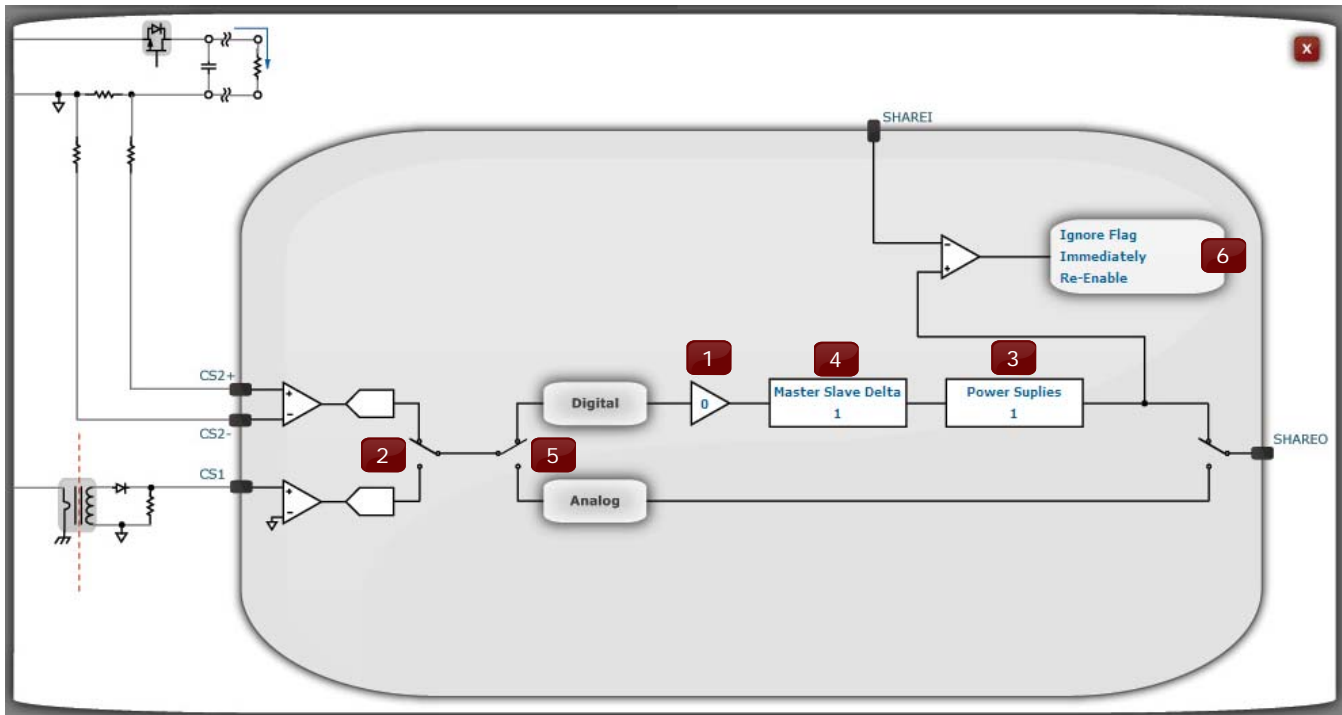 X
SHAREI
Ignore Flag
Immediately
Re-Enable
6
1
4
3
CS2+
Digital
0
Master Slave Delta
1
Power Suplies
1
CS2-
2
5
SHAREO
CS1
Analog